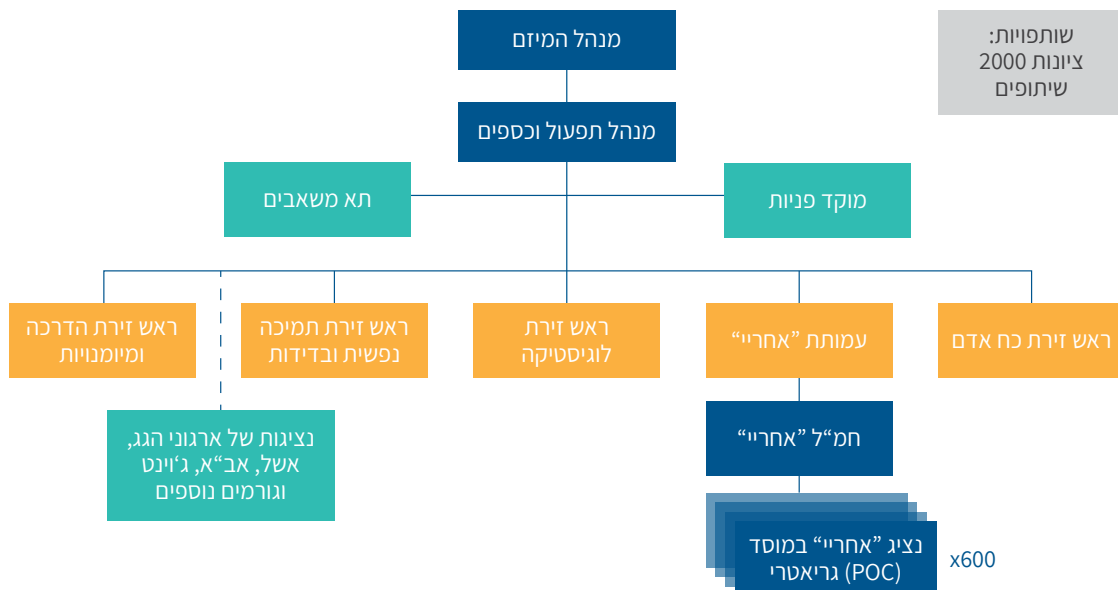 שותפויות:
ציונות 2000
שיתופים
מנהל המיזם
מנהל תפעול וכספים
מוקד פניות
תא משאבים
ראש זירת כח אדם
עמותת ”אחריי“
ראש זירת
לוגיסטיקה
ראש זירת תמיכה
נפשית ובדידות
ראש זירת הדרכה
ומיומנויות
חמ“ל ”אחריי“
נציגות של ארגוני הגג,
אשל, אב“א, ג‘וינט
וגורמים נוספים
נציג ”אחריי“ במוסד
גריאטרי (POC)
x600